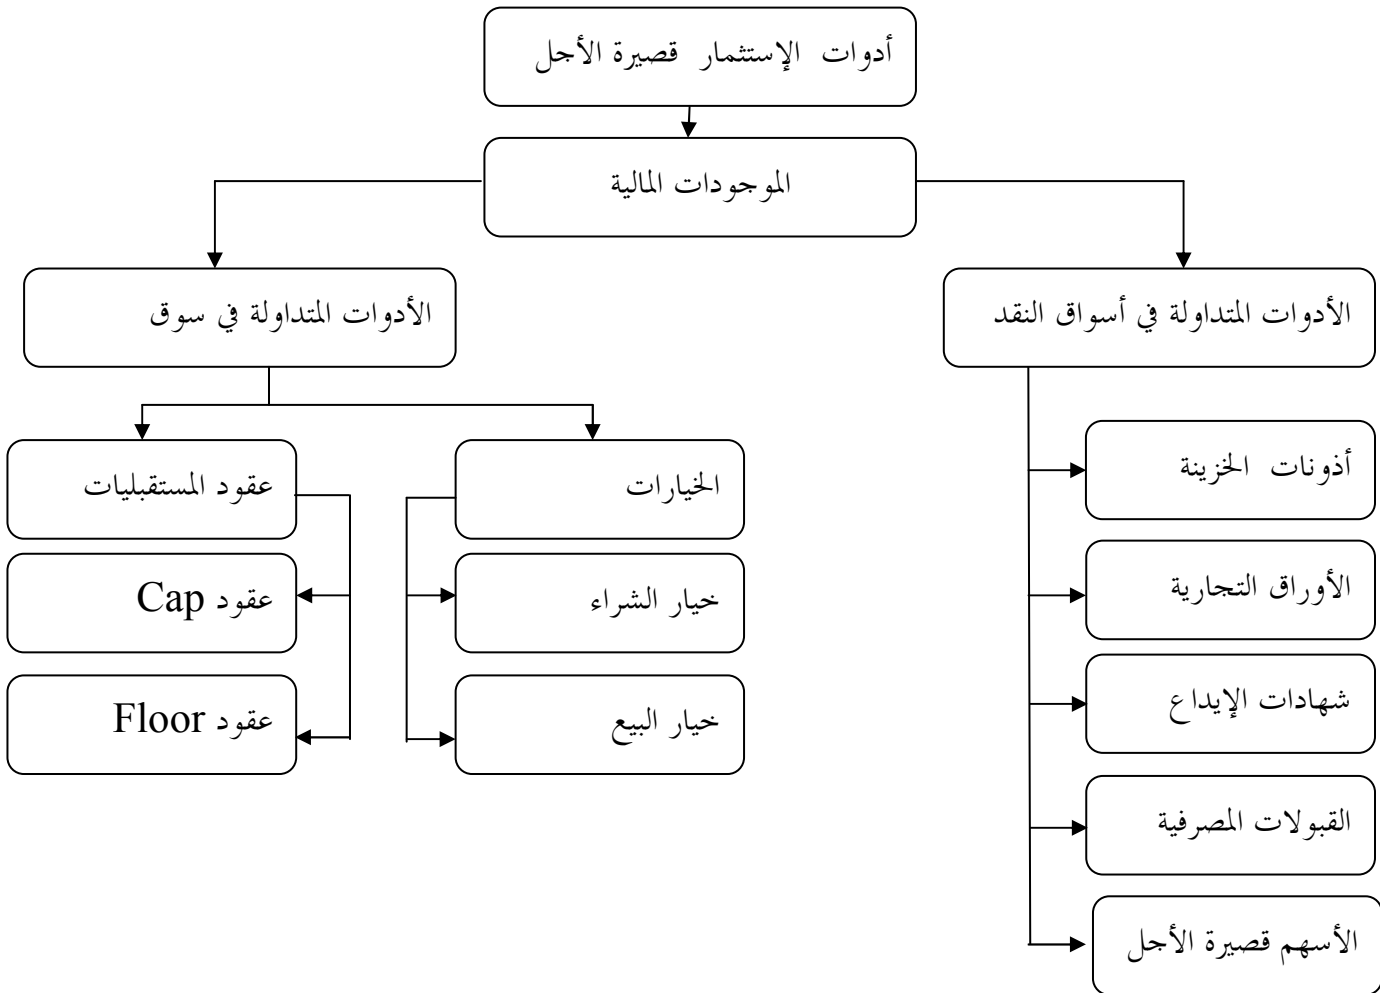 أدوات الإستثمار قصيرة الأجل
الموجودات المالية
الأدوات المتداولة في أسواق النقد
الأدوات المتداولة في سوق
أذونات الخزينة
الخيارات
عقود المستقبليات
الأوراق التجارية
خيار الشراء
عقود Cap
شهادات الإيداع
خيار البيع
عقود Floor
القبولات المصرفية
الأسهم قصيرة الأجل